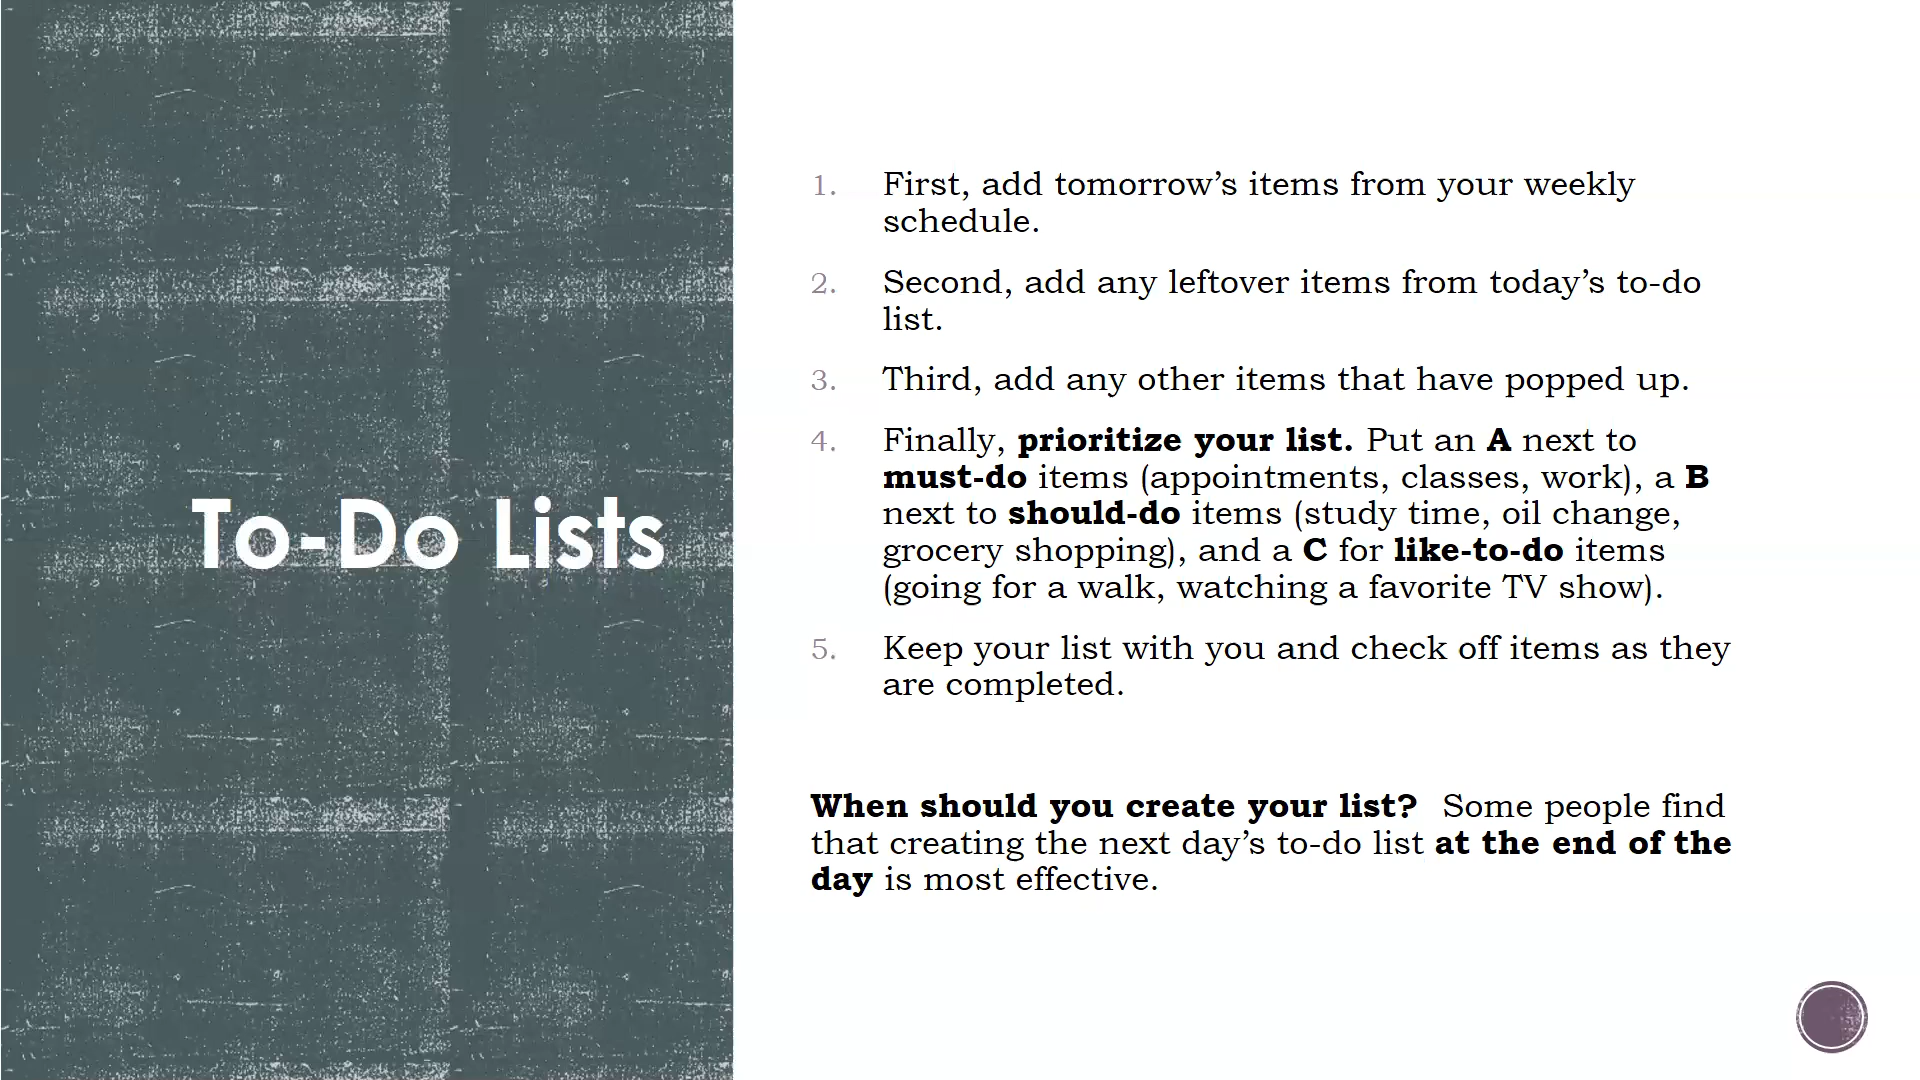 To-Do Lists
1. First, add tomorrow’s items from your weekly
schedule.
2. Second, add any leftover items from today’s to-do
list.
3. Third, add any other items that have popped up.
4. Finally, prioritize your list. Put an A next to
must-do items (appointments, classes, work), a B
next to should-do items (study time, oil change,
grocery shopping), and a C for like-to-do items
(going for a walk, watching a favorite TV show).
5. Keep your list with you and check off items as they
are completed.
When should you create your list?  Some people find
that creating the next day’s to-do list at the end of the
day is most effective.